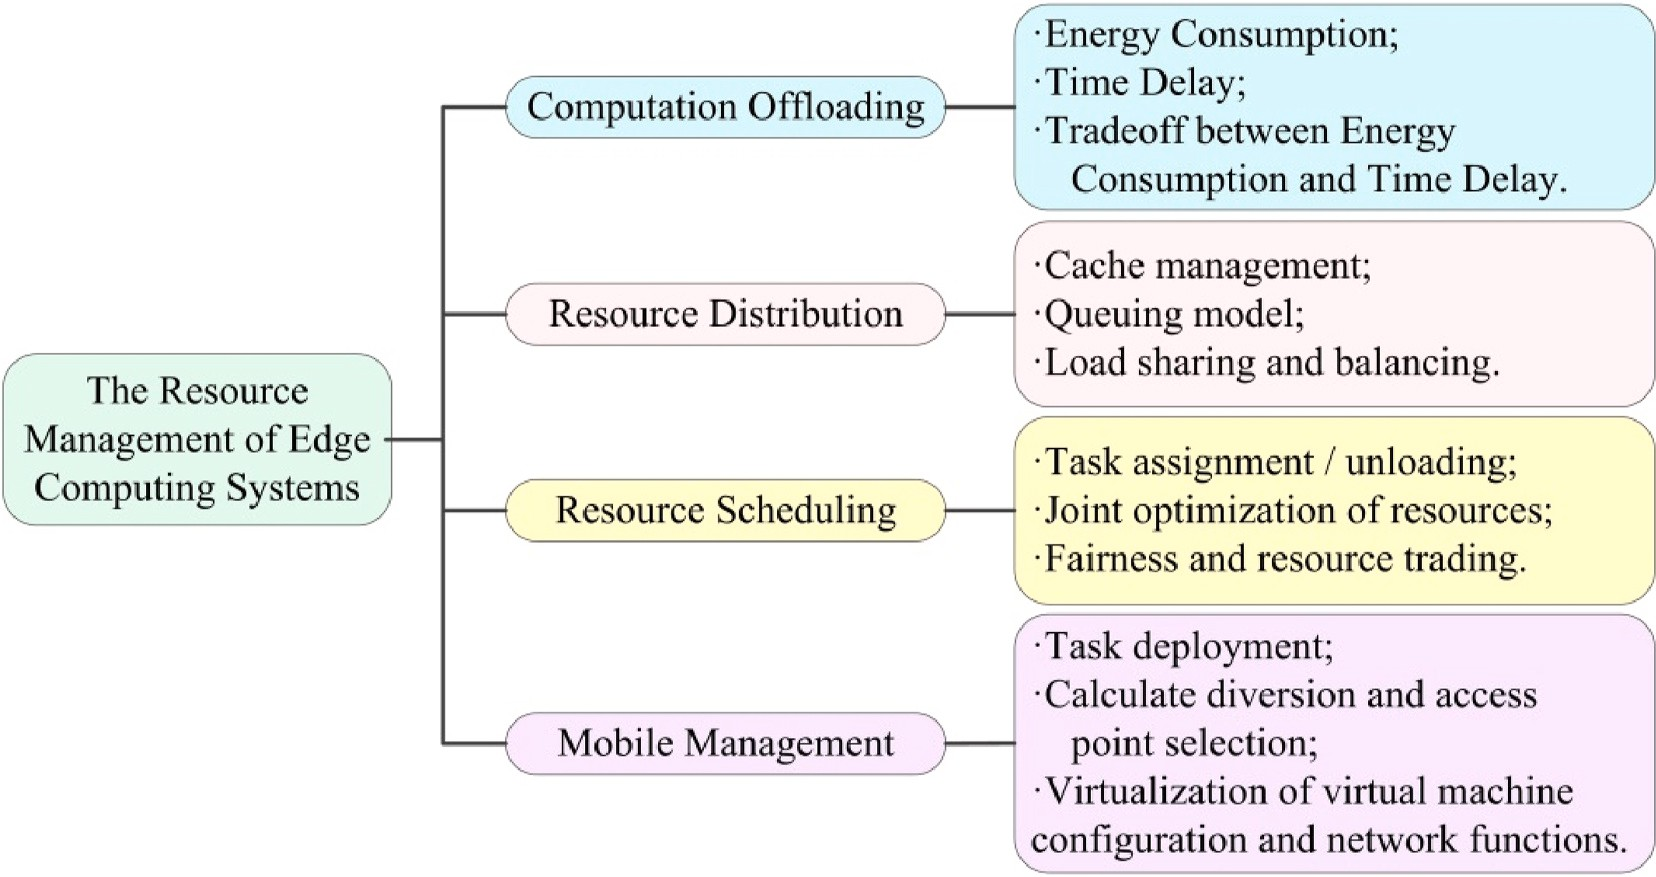 The Resource
Management of Edge
Computing Systems
Computation Offloading
·Energy Consumption;
·Time Delay;
·Tradeoff between Energy
Consumption and Time Delay.
Resource Distribution
·Cache management;
·Queuing model;
·Load sharing and balancing.
Resource Scheduling
·Task assignment / unloading;
·Joint optimization of resources;
·Fairness and resource trading.
Mobile Management
·Task deployment;
·Calculate diversion and access
point selection;
·Virtualization of virtual machine
configuration and network functions.